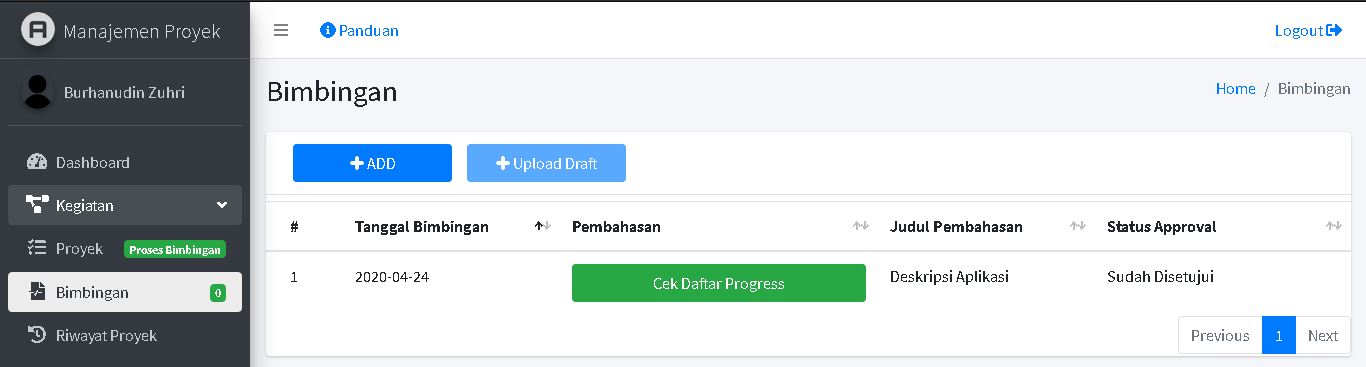 Manajemen Proyek
Panduan
Logout
Burhanudin Zuhri
Bimbingan
Home / Bimbingan
Dashboard
Kegiatan
Proyek Proses Bimbingan
Bimbingan 0
Riwayat Proyek
ADD
Upload Draft
# Tanggal Bimbingan Pembahasan Judul Pembahasan Status Approval
1 2020-04-24 Cek Daftar Progress Deskripsi Aplikasi Sudah Disetujui
Previous 1 Next